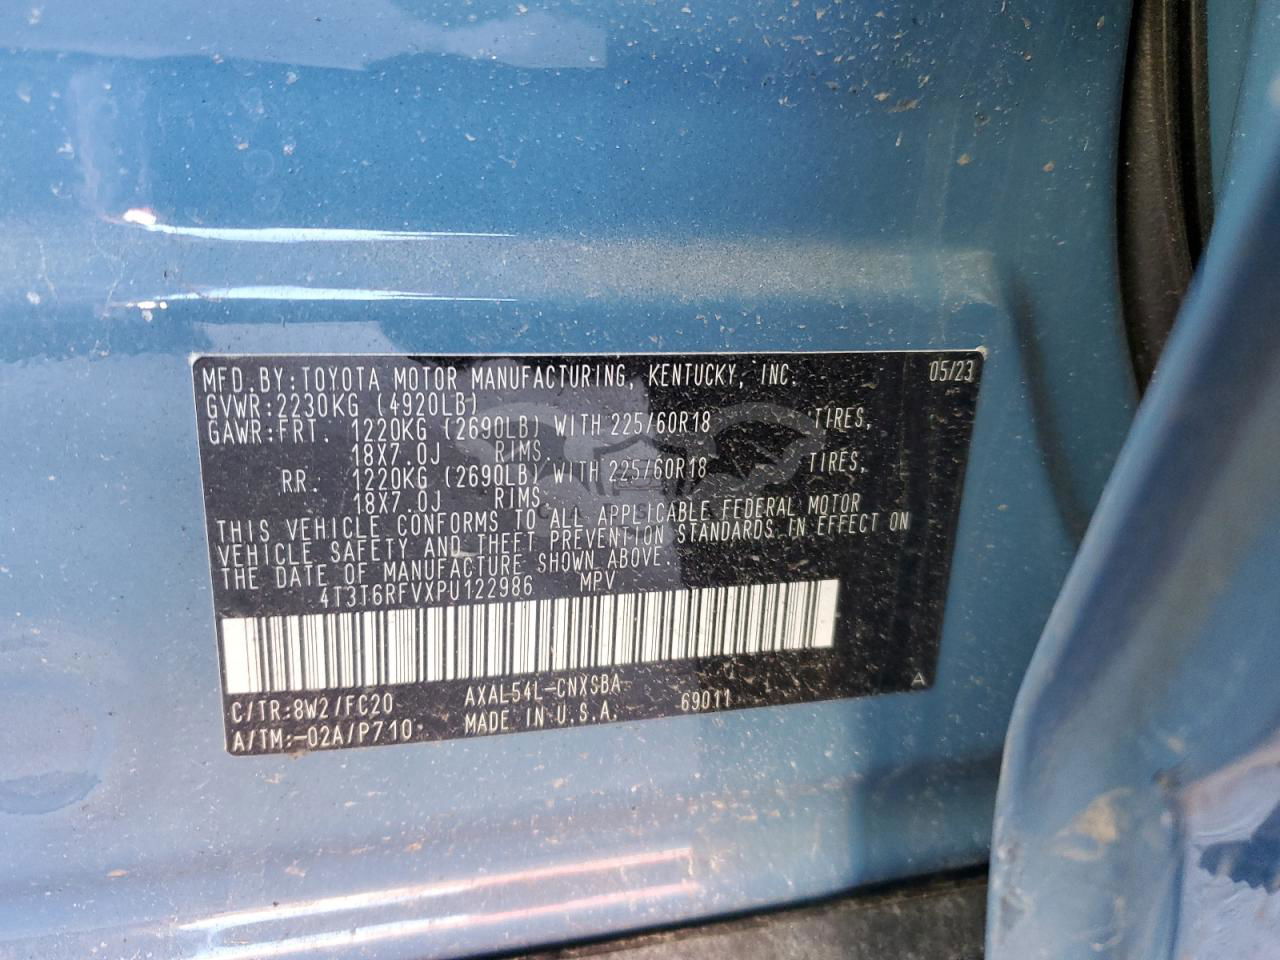 MFD.BY:TOYOTA MOTOR MANUFACTURING, KENTUCKY, INC. 05/23
GVWR:2230KG (4920LB)
GAWR:FRT. 1220KG (2690LB) WITH 225/60R18 TIRES,
18X7.0J RIMS.
RR. 1220KG (2690LB) WITH 225/60R18 TIRES,
18X7.0J RIMS.
THIS VEHICLE CONFORMS TO ALL APPLICABLE FEDERAL MOTOR
VEHICLE SAFETY AND THEFT PREVENTION STANDARDS IN EFFECT ON
THE DATE OF MANUFACTURE SHOWN ABOVE.
4T3T6RFVXPU122986 MPV
C/TR:8W2/FC20 AXAL54L-CNXSBA 69011 A
A/TM:-02A/P710 MADE IN U.S.A.